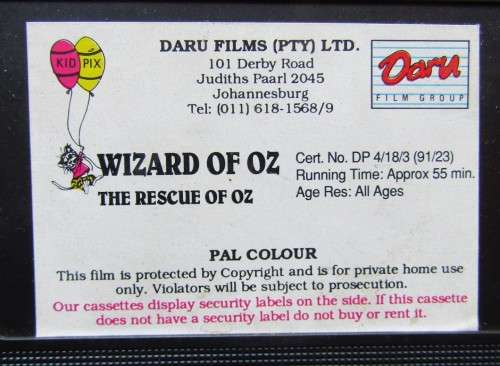 KID PIX
DARU FILMS (PTY) LTD.
101 Derby Road
Judiths Paarl 2045
Johannesburg
Tel: (011) 618-1568/9
Daru
FILM GROUP
WIZARD OF OZ
THE RESCUE OF OZ
Cert. No. DP 4/18/3 (91/23)
Running Time: Approx 55 min.
Age Res: All Ages
PAL COLOUR
This film is protected by Copyright and is for private home use
only. Violators will be subject to prosecution.
Our cassettes display security labels on the side. If this cassette
does not have a security label do not buy or rent it.